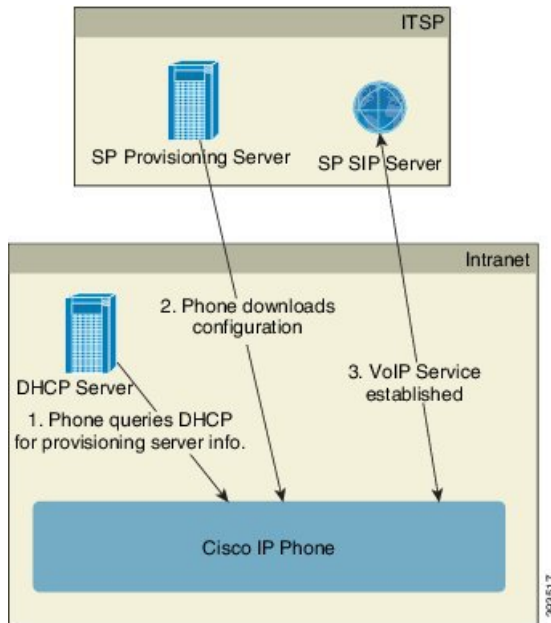 ITSP
SP Provisioning Server
SP SIP Server
Intranet
2. Phone downloads
configuration
DHCP Server
3. VoIP Service
established
1. Phone queries DHCP
for provisioning server info.
Cisco IP Phone
293517